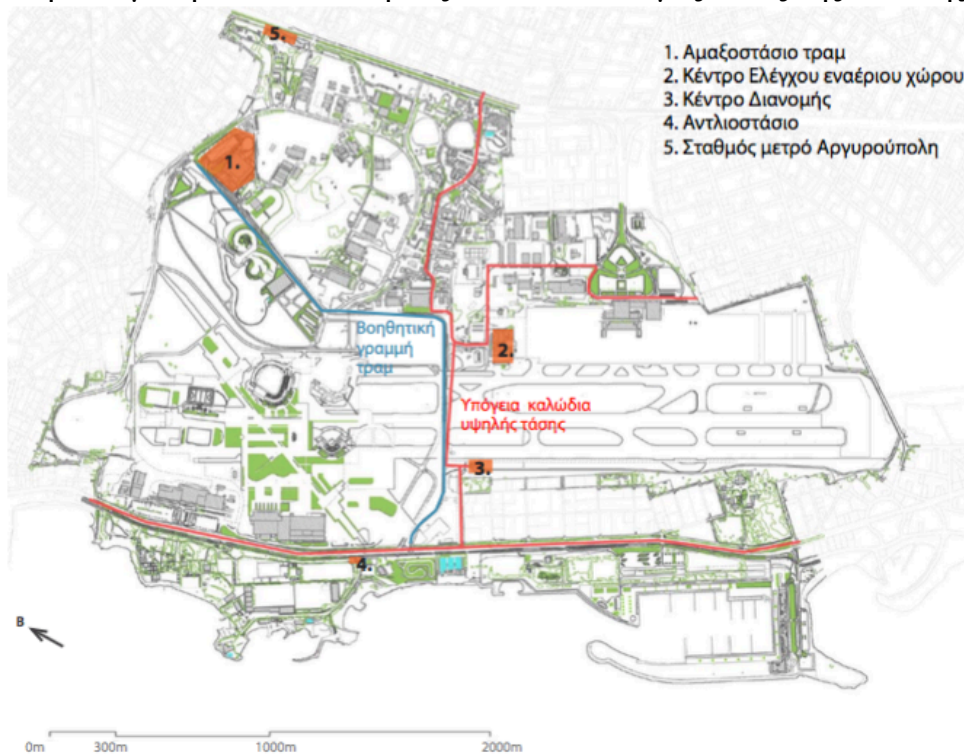 1. Αμαξοστάσιο τραμ
2. Κέντρο Ελέγχου εναέριου χώρου
3. Κέντρο Διανομής
4. Αντλιοστάσιο
5. Σταθμός μετρό Αργυρούπολη
5.
1.
Βοηθητική
γραμμή
τραμ
2.
Υπόγεια καλώδια
υψηλής τάσης
3.
4.
Β
0m 300m 1000m 2000m